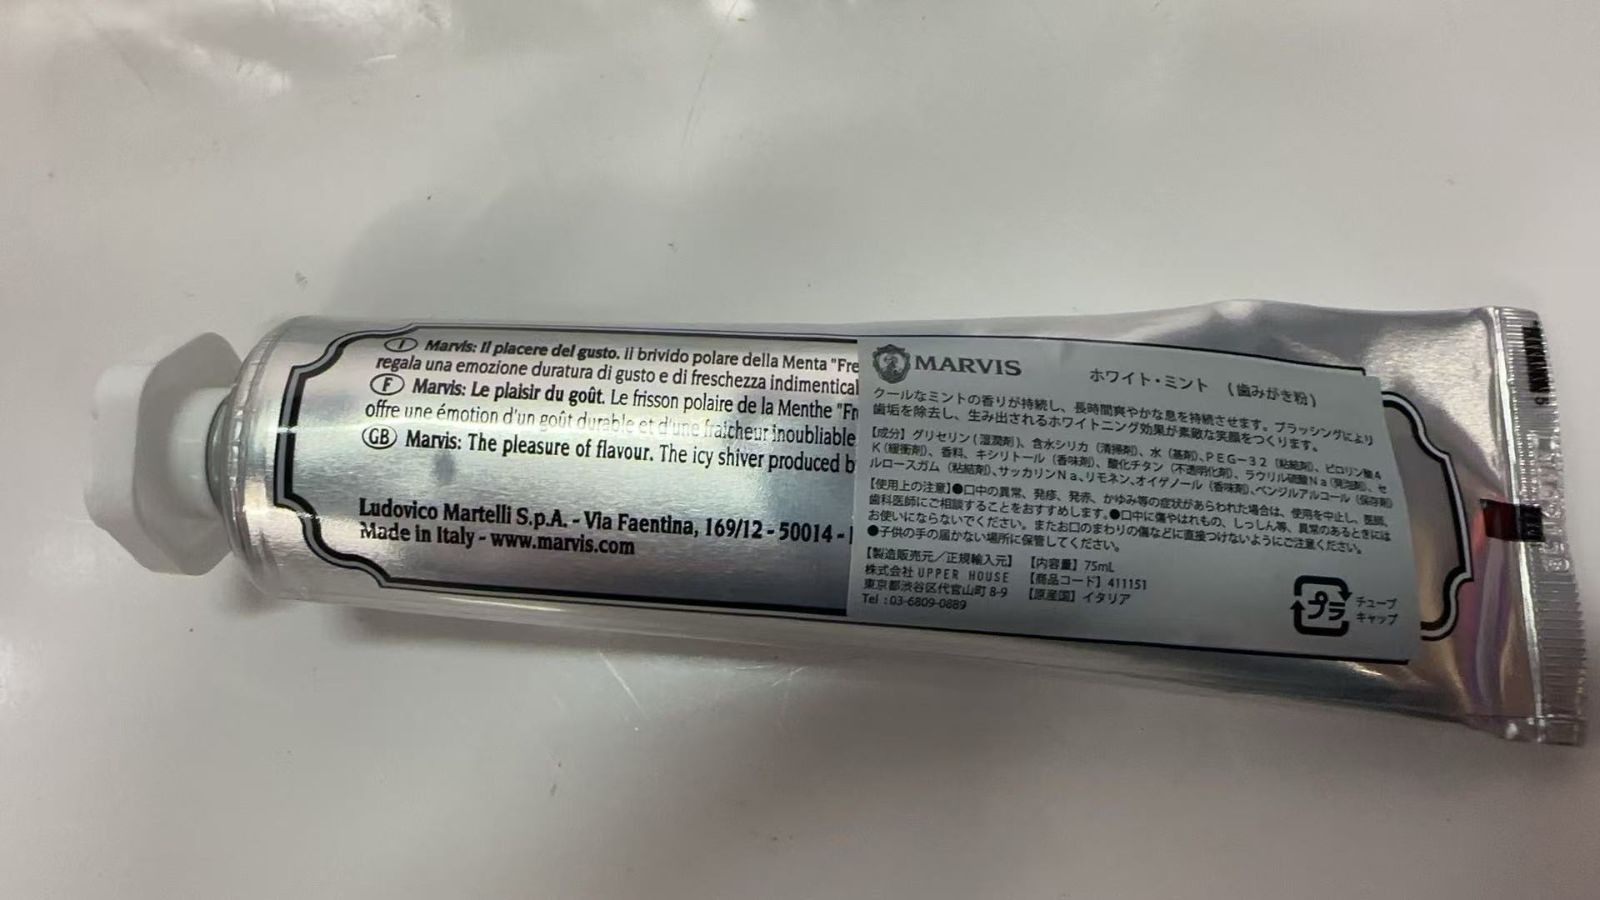 I Marvis: Il piacere del gusto. Il brivido polare della Menta "Fre
regala una emozione duratura di gusto e di freschezza indimentical
F Marvis: Le plaisir du goût. Le frisson polaire de la Menthe "Fr
offre une émotion d'un goût durable et d'une fraîcheur inoubliable
GB Marvis: The pleasure of flavour. The icy shiver produced b
Ludovico Martelli S.p.A. - Via Faentina, 169/12 - 50014 -
Made in Italy - www.marvis.com
MARVIS
ホワイト・ミント （歯みがき粉）
クールなミントの香りが持続し、長時間爽やかな息を持続させます。ブラッシングにより
歯垢を除去し、生み出されるホワイトニング効果が素敵な笑顔をつくります。
【成分】グリセリン(湿潤剤)、含水シリカ（清掃剤）、水（基剤）、PEG-32（粘結剤）、ピロリン酸4
K（緩衝剤）、香料、キシリトール（香味剤）、酸化チタン（不透明化剤）、ラウリル硫酸Na（発泡剤）、セ
ルロースガム（粘結剤）、サッカリンNa、リモネン、オイゲノール（香味剤）、ベンジルアルコール（保存剤）
【使用上の注意】●口中の異常、発疹、発赤、かゆみ等の症状があらわれた場合は、使用を中止し、医師、
歯科医師にご相談することをおすすめします。●口中に傷やはれもの、しっしん等、異常のあるときには
お使いにならないでください。またお口のまわりの傷などに直接つけないようにご注意ください。
●子供の手の届かない場所に保管してください。
【製造販売元／正規輸入元】
株式会社 UPPER HOUSE
東京都渋谷区代官山町 8-9
Tel : 03-6809-0889
【内容量】75mL
【商品コード】411151
【原産国】イタリア
プラ
チューブ
キャップ